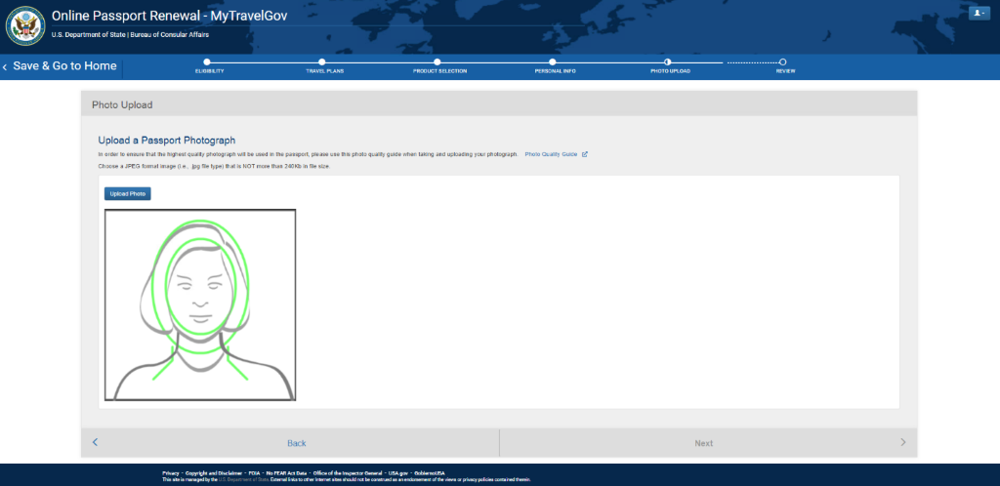 Online Passport Renewal - MyTravelGov
U.S. Department of State | Bureau of Consular Affairs
Save & Go to Home
ELIGIBILITY TRAVEL PLANS PRODUCT SELECTION PERSONAL INFO PHOTO UPLOAD REVIEW
Photo Upload
Upload a Passport Photograph
In order to ensure that the highest quality photograph will be used in the passport, please use this photo quality guide when taking and uploading your photograph. Photo Quality Guide
Choose a JPEG format image (i.e., .jpg file type) that is NOT more than 240Kb in file size.
Upload Photo
Back Next
Privacy - Copyright and Disclaimer - FOIA - No FEAR Act Data - Office of the Inspector General - USA.gov - GobiernoUSA
This site is managed by the U.S. Department of State. External links to other Internet sites should not be construed as an endorsement of the views or privacy policies contained therein.